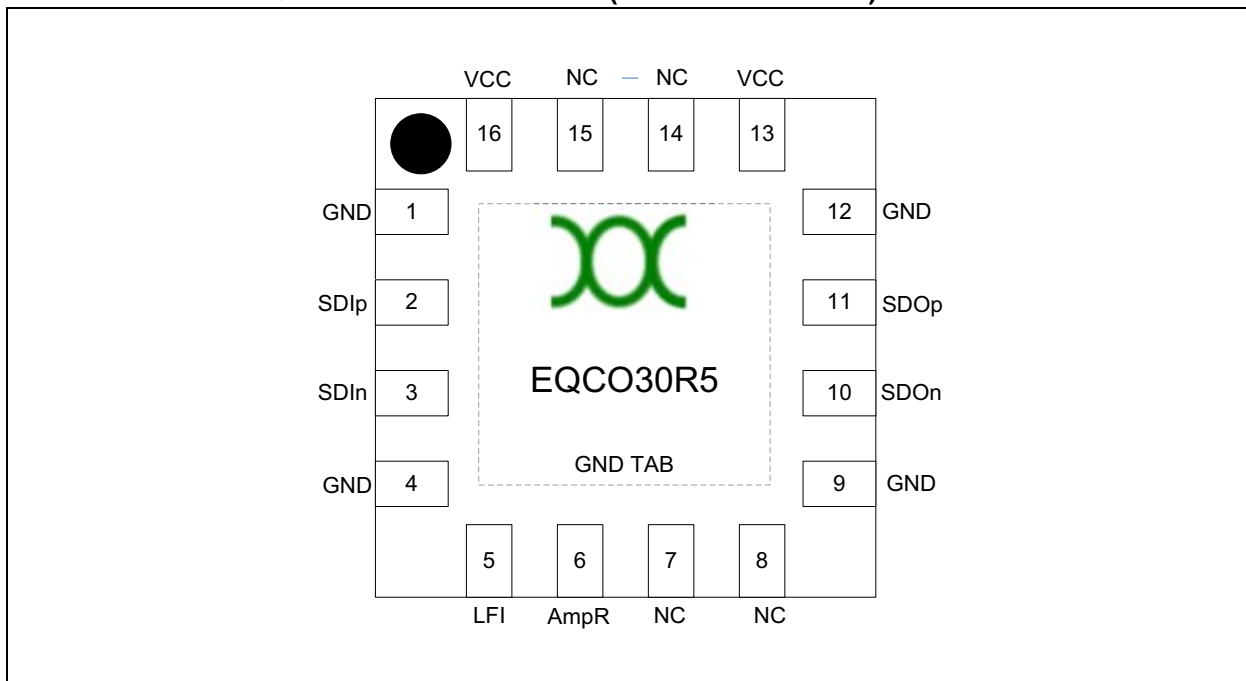 VCC NC NC VCC
16 15 14 13
GND 1 12 GND
SDIp 2 11 SDOp
SDIn 3 10 SDOn
EQCO30R5
GND TAB
GND 4 9 GND
5 6 7 8
LFI AmpR NC NC